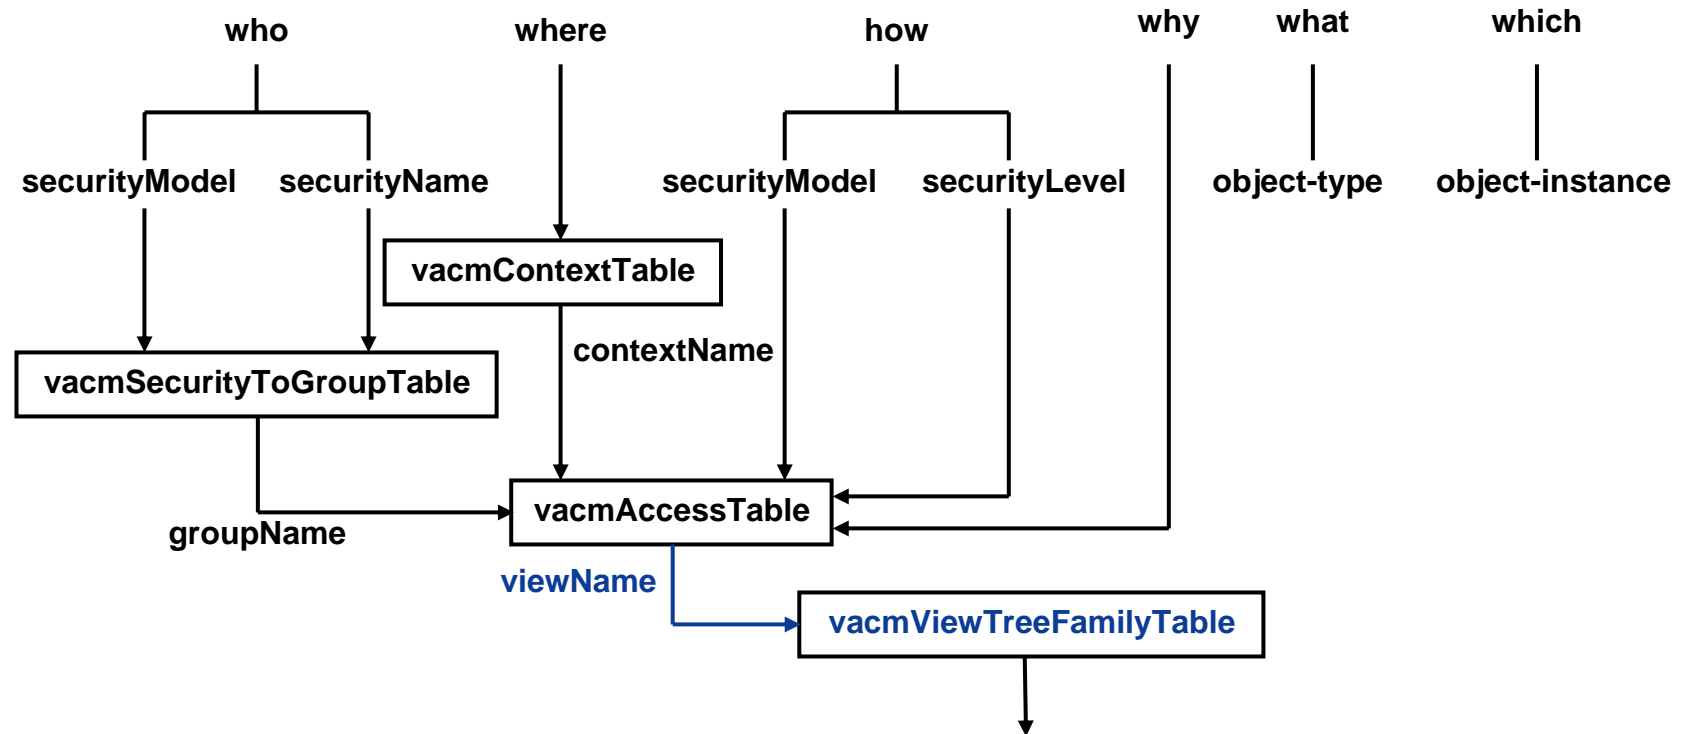 who where how why what which
securityModel securityName securityModel securityLevel object-type object-instance
vacmContextTable
contextName
vacmSecurityToGroupTable
vacmAccessTable
groupName
viewName
vacmViewTreeFamilyTable